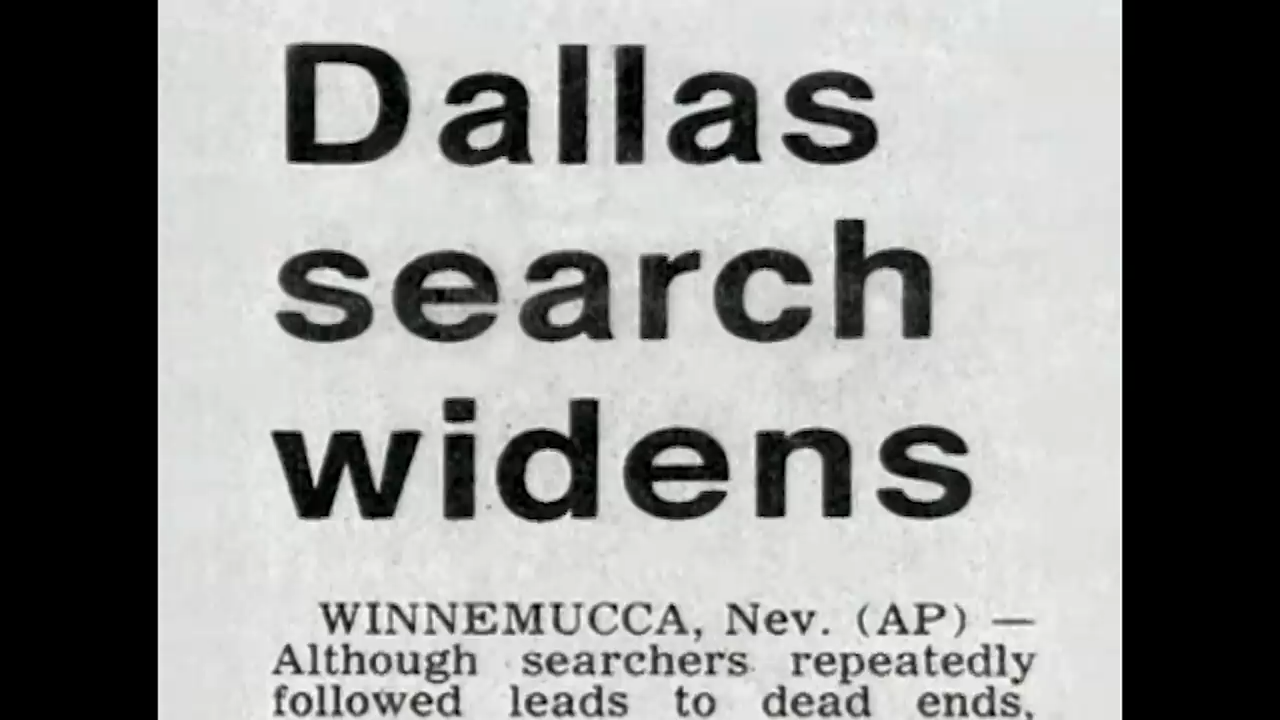 Dallas
search
widens
WINNEMUCCA, Nev. (AP) —
Although searchers repeatedly
followed leads to dead ends,